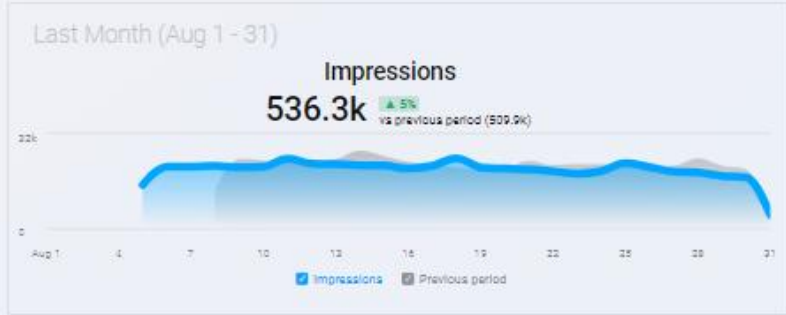 Last Month (Aug 1 - 31)
Impressions
536.3k ▲ 5%
vs previous period (509.9k)
22k
0
Aug 1 4 7 10 13 16 19 22 25 28 31
Impressions Previous period